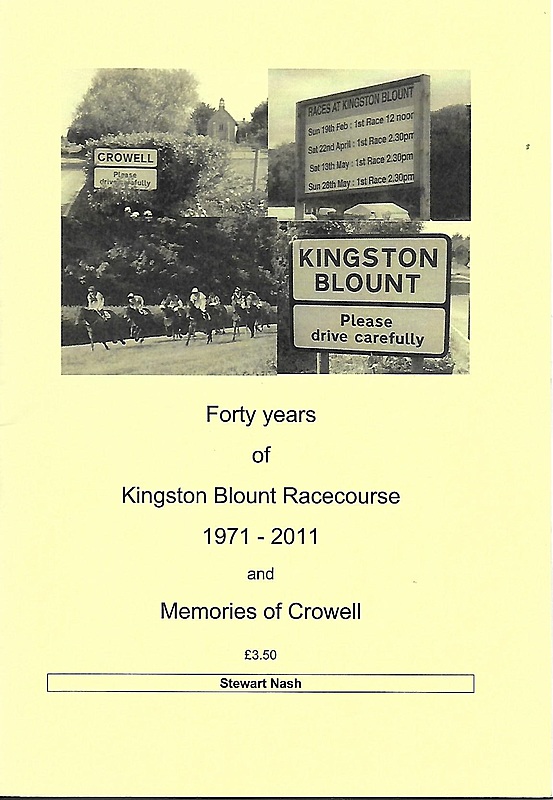 CROWELL
Please
drive carefully
RACES AT KINGSTON BLOUNT
Sun 19th Feb : 1st Race 12 noon
Sat 22nd April : 1st Race 2.30pm
Sat 13th May : 1st Race 2.30pm
Sun 28th May : 1st Race 2.30pm
KINGSTON
BLOUNT
Please
drive carefully
Forty years
of
Kingston Blount Racecourse
1971 - 2011
and
Memories of Crowell
£3.50
Stewart Nash